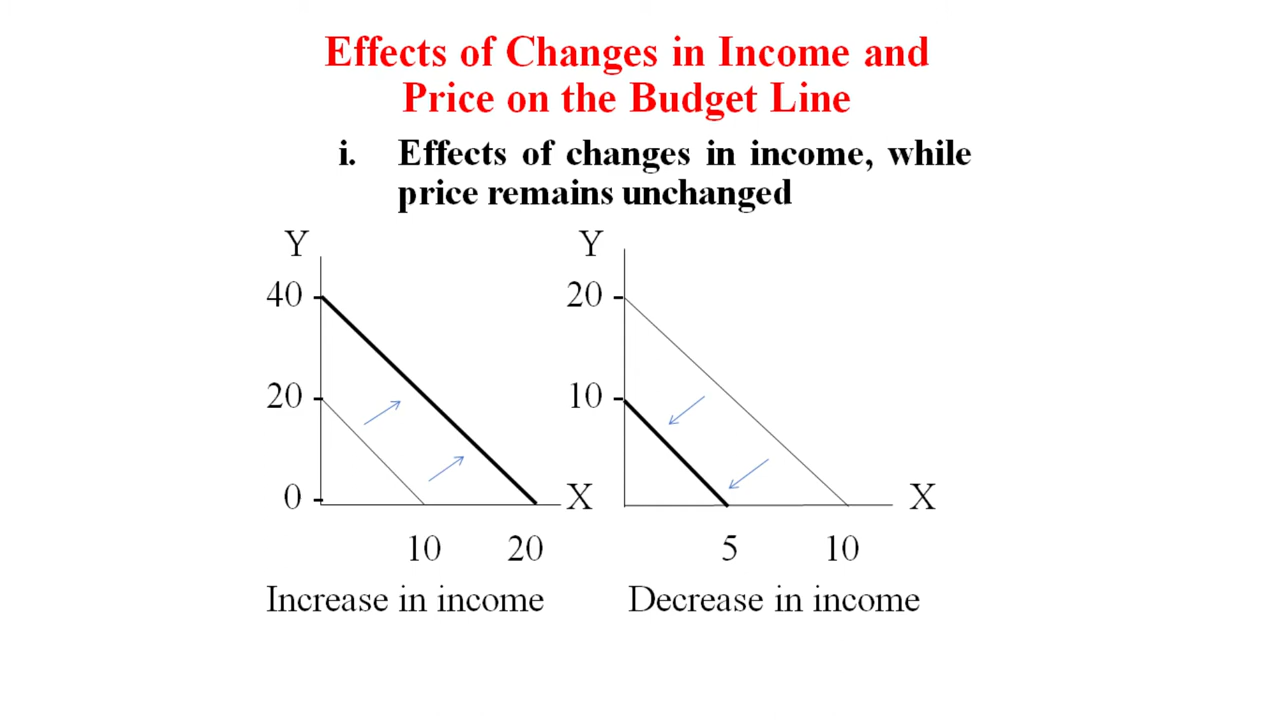 Effects of Changes in Income and
Price on the Budget Line
i. Effects of changes in income, while
price remains unchanged
Y
40
20
0
X
10 20
Increase in income
Y
20
10
X
5 10
Decrease in income